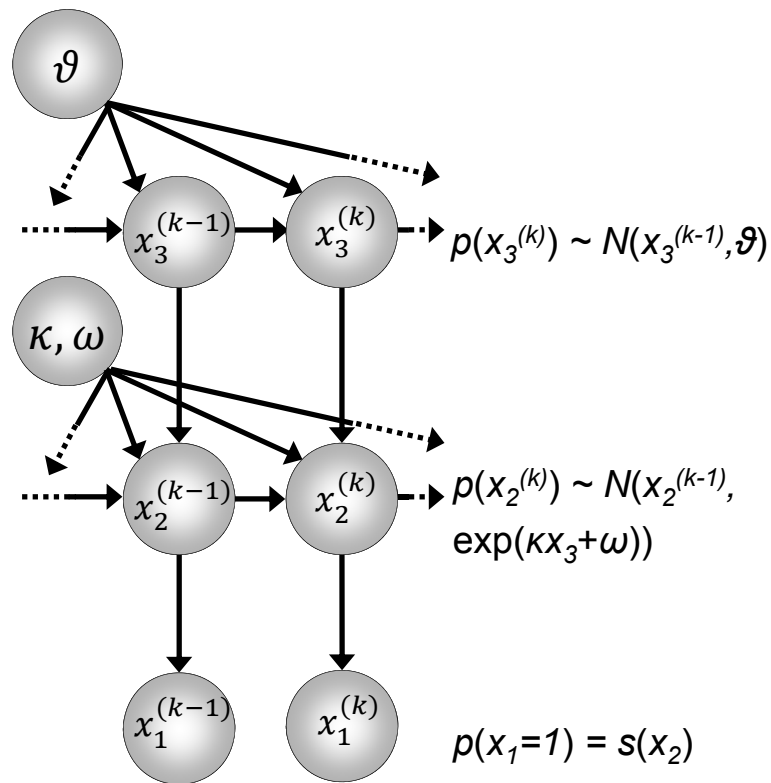 ϑ
x₃⁽ᵏ⁻¹⁾ x₃⁽ᵏ⁾ p(x₃⁽ᵏ⁾) ~ N(x₃⁽ᵏ⁻¹⁾,ϑ)
κ, ω
x₂⁽ᵏ⁻¹⁾ x₂⁽ᵏ⁾ p(x₂⁽ᵏ⁾) ~ N(x₂⁽ᵏ⁻¹⁾,
exp(κx₃+ω))
x₁⁽ᵏ⁻¹⁾ x₁⁽ᵏ⁾ p(x₁=1) = s(x₂)